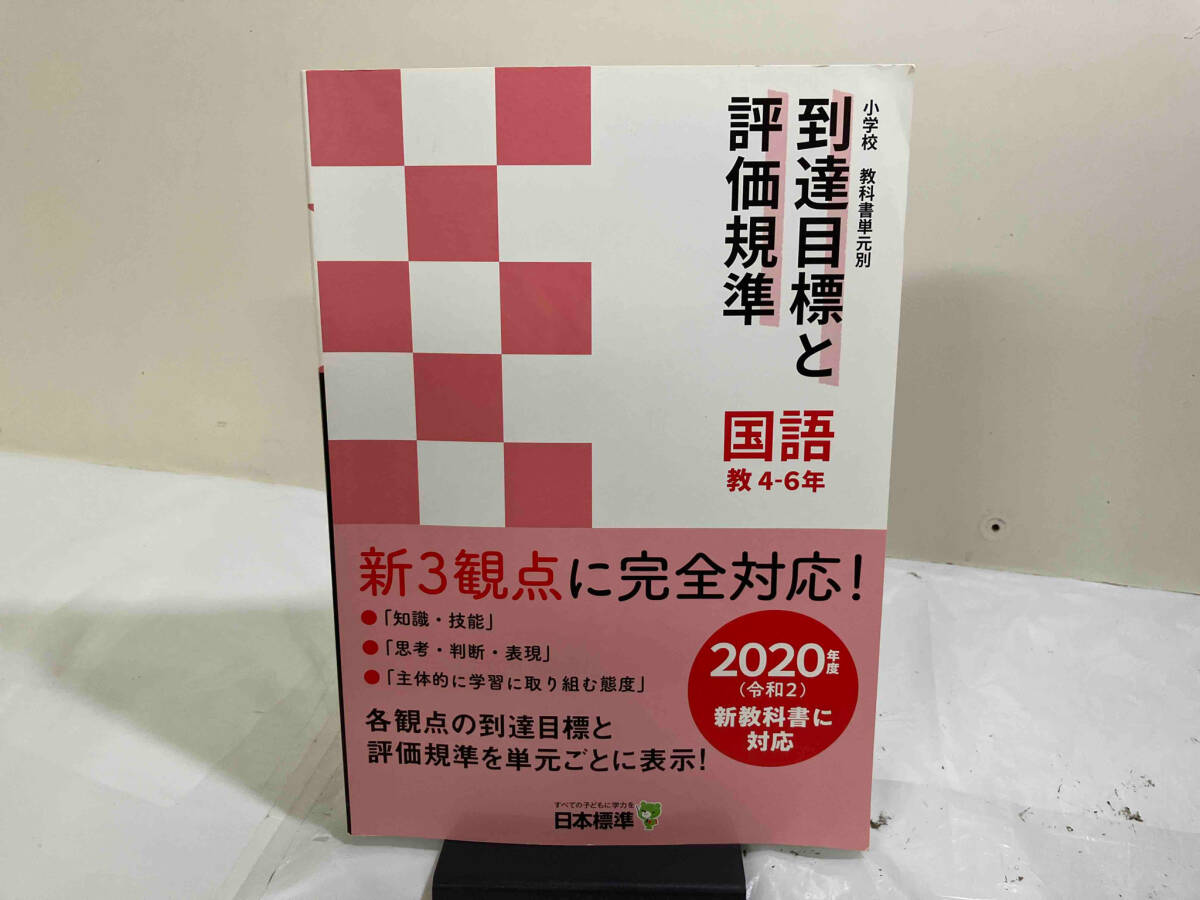 小学校 教科書単元別
到達目標と
評価規準
国語
教 4-6年
新3観点に完全対応!
●「知識・技能」
●「思考・判断・表現」
●「主体的に学習に取り組む態度」
各観点の到達目標と
評価規準を単元ごとに表示!
2020年度
(令和2)
新教科書に
対応
すべての子どもに学力を
日本標準